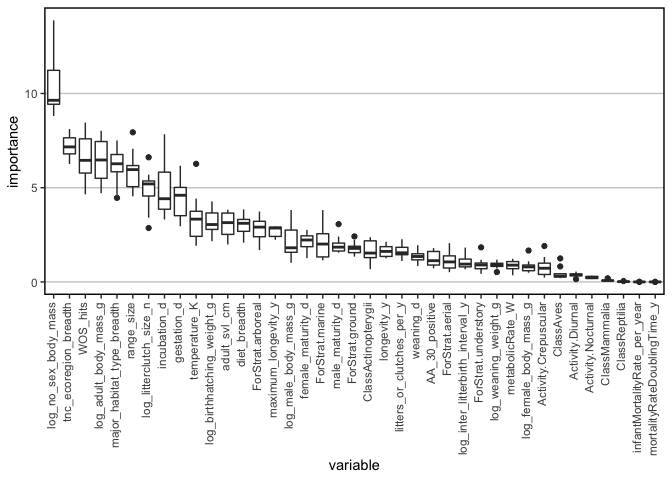 importance
10
5
0
log_no_sex_body_mass
tnc_ecoregion_breadth
WOS_hits
log_adult_body_mass_g
major_habitat_type_breadth
range_size
log_litterclutch_size_n
incubation_d
gestation_d
temperature_K
log_birthhatching_weight_g
adult_svl_cm
diet_breadth
ForStrat.arboreal
maximum_longevity_y
log_male_body_mass_g
female_maturity_d
ForStrat.marine
male_maturity_d
ForStrat.ground
ClassActinopterygii
longevity_y
litters_or_clutches_per_y
weaning_d
AA_30_positive
ForStrat.aerial
log_inter_litterbirth_interval_y
ForStrat.understory
log_weaning_weight_g
metabolicRate_W
log_female_body_mass_g
Activity.Crepuscular
ClassAves
Activity.Diurnal
Activity.Nocturnal
ClassMammalia
ClassReptilia
infantMortalityRate_per_year
mortalityRateDoublingTime_y
variable